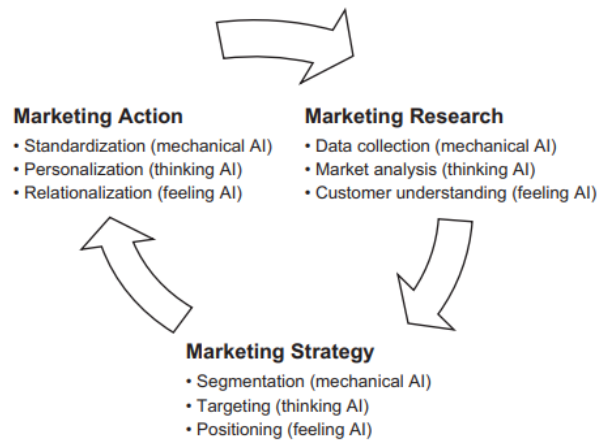 Marketing Action
• Standardization (mechanical AI)
• Personalization (thinking AI)
• Relationalization (feeling AI)
Marketing Research
• Data collection (mechanical AI)
• Market analysis (thinking AI)
• Customer understanding (feeling AI)
Marketing Strategy
• Segmentation (mechanical AI)
• Targeting (thinking AI)
• Positioning (feeling AI)